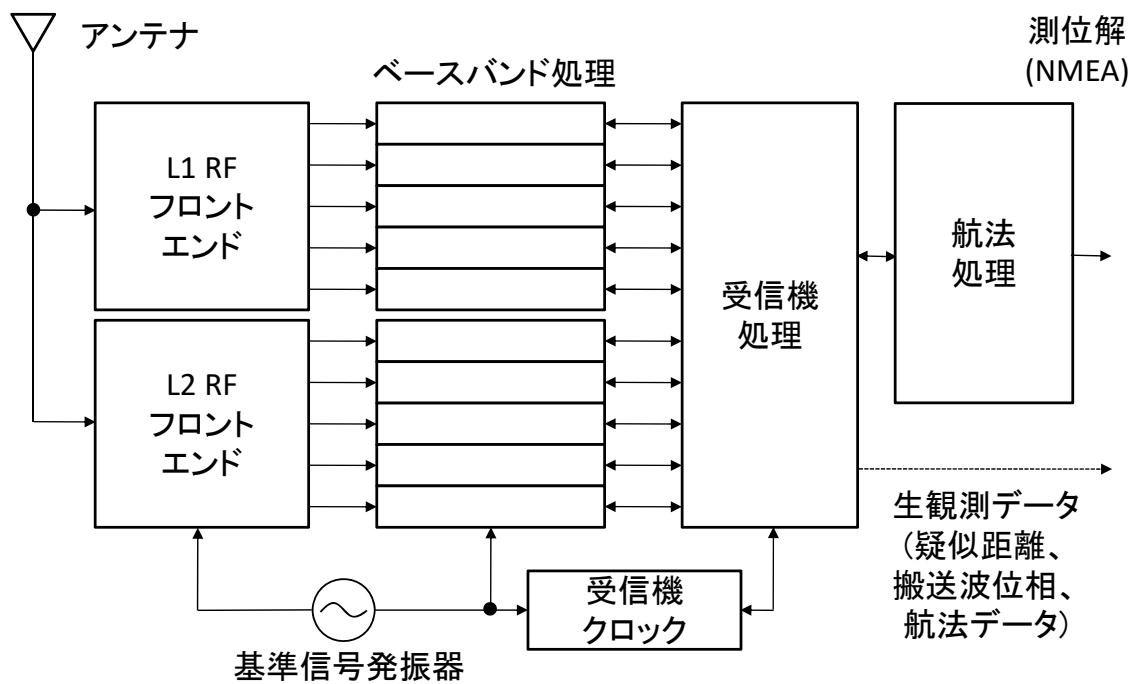 アンテナ
測位解
(NMEA)
ベースバンド処理
L1 RF
フロント
エンド
航法
処理
受信機
処理
L2 RF
フロント
エンド
生観測データ
(疑似距離、
搬送波位相、
航法データ)
受信機
クロック
基準信号発振器